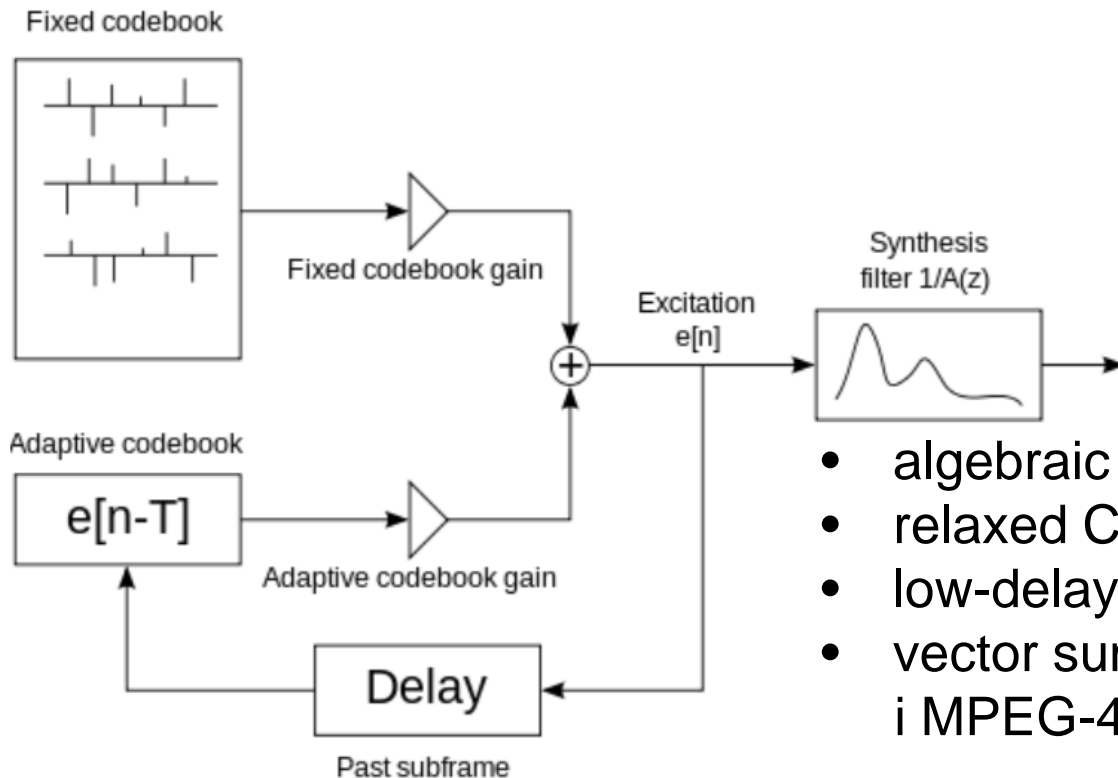 Fixed codebook
Fixed codebook gain
Synthesis
filter 1/A(z)
Excitation
e[n]
+
Adaptive codebook
e[n-T]
Adaptive codebook gain
Delay
Past subframe
• algebraic
• relaxed C
• low-delay
• vector sur
i MPEG-4